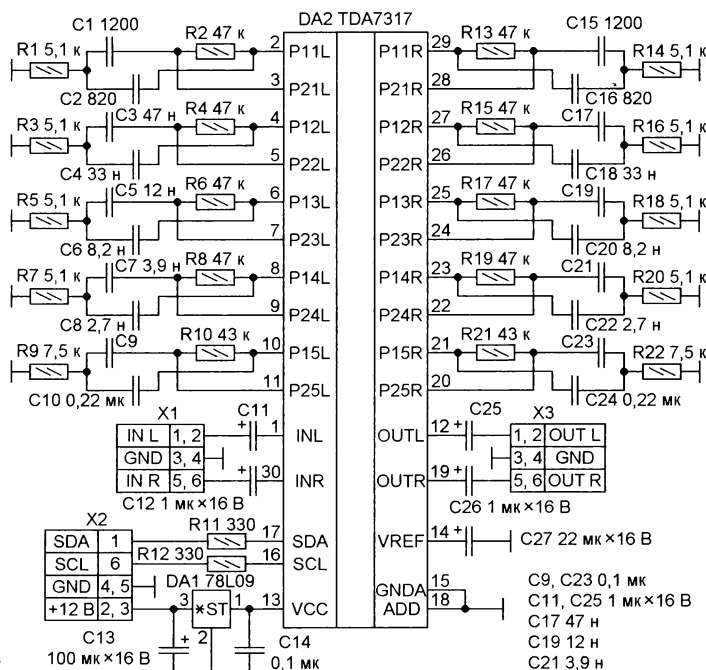 DA2 TDA7317
C1 1200
R2 47 к
R1 5,1 к
2
P11L
C2 820
3
P21L
C3 47 н
R4 47 к
R3 5,1 к
4
P12L
C4 33 н
5
P22L
C5 12 н
R6 47 к
R5 5,1 к
6
P13L
C6 8,2 н
7
P23L
C7 3,9 н
R8 47 к
R7 5,1 к
8
P14L
C8 2,7 н
9
P24L
C9
R10 43 к
R9 7,5 к
10
P15L
C10 0,22 мк
11
P25L
P11R
29
R13 47 к
C15 1200
R14 5,1 к
P21R
28
C16 820
P12R
27
R15 47 к
C17
R16 5,1 к
P22R
26
C18 33 н
P13R
25
R17 47 к
C19
R18 5,1 к
P23R
24
C20 8,2 н
P14R
23
R19 47 к
C21
R20 5,1 к
P24R
22
C22 2,7 н
P15R
21
R21 43 к
C23
R22 7,5 к
P25R
20
C24 0,22 мк
X1
IN L 1, 2
GND 3, 4
IN R 5, 6
C11
+
1
INL
+
30
INR
C12 1 мк×16 В
OUTL
12 +
C25
OUTR
19 +
C26 1 мк×16 В
X3
1, 2 OUT L
3, 4 GND
5, 6 OUT R
X2
SDA 1
SCL 6
GND 4, 5
+12 В 2, 3
R11 330
17
SDA
R12 330
16
SCL
DA1 78L09
3
*ST
1
2
13
VCC
C13
+
100 мк×16 В
C14
0,1 мк
VREF
14 +
C27 22 мк×16 В
GNDA
15
ADD
18
C9, C23 0,1 мк
C11, C25 1 мк×16 В
C17 47 н
C19 12 н
C21 3,9 н